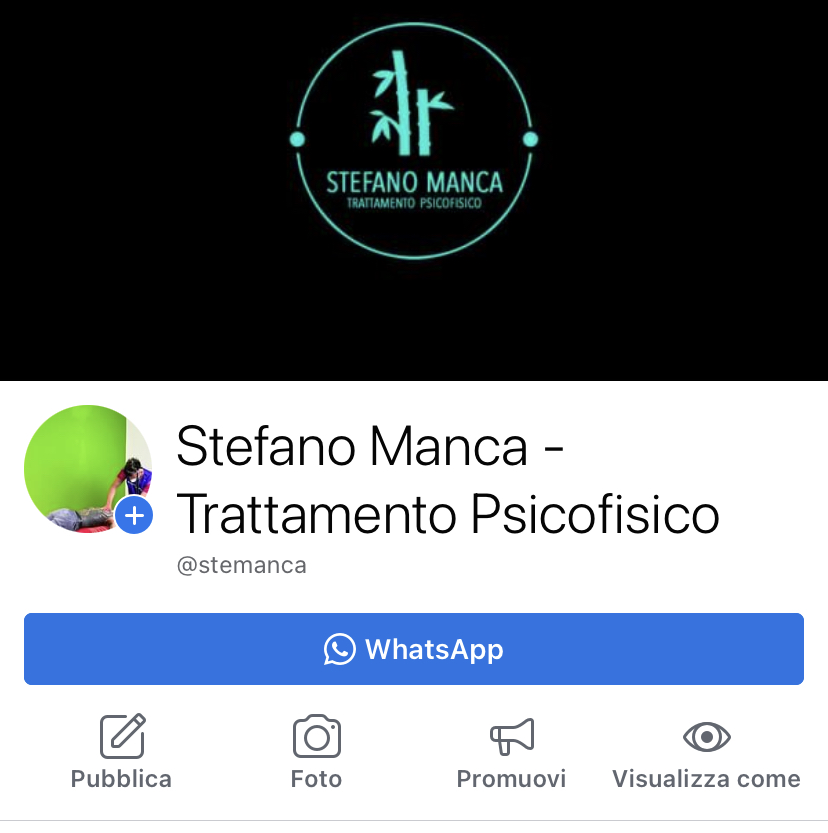 STEFANO MANCA
TRATTAMENTO PSICOFISICO
Stefano Manca -
Trattamento Psicofisico
@stemanca
WhatsApp
Pubblica Foto Promuovi Visualizza come